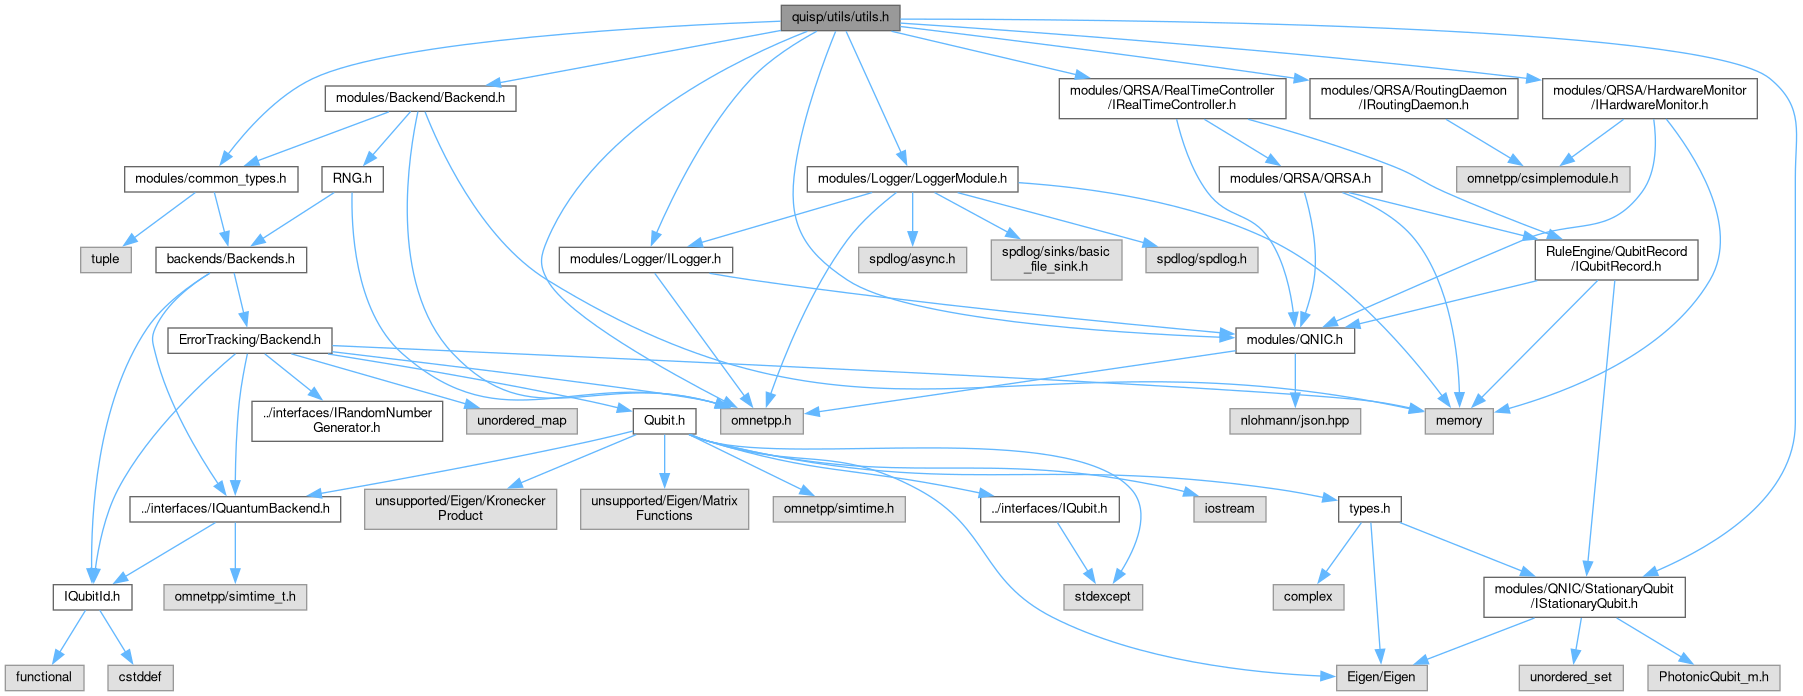 quisp/utils/utils.h
modules/Backend/Backend.h
modules/QRSA/RealTimeController
/IRealTimeController.h
modules/QRSA/RoutingDaemon
/IRoutingDaemon.h
modules/QRSA/HardwareMonitor
/IHardwareMonitor.h
modules/common_types.h
RNG.h
modules/Logger/LoggerModule.h
modules/QRSA/QRSA.h
omnetpp/csimplemodule.h
tuple
backends/Backends.h
modules/Logger/ILogger.h
spdlog/async.h
spdlog/sinks/basic
_file_sink.h
spdlog/spdlog.h
RuleEngine/QubitRecord
/IQubitRecord.h
ErrorTracking/Backend.h
modules/QNIC.h
../interfaces/IRandomNumber
Generator.h
unordered_map
Qubit.h
omnetpp.h
nlohmann/json.hpp
memory
../interfaces/IQuantumBackend.h
unsupported/Eigen/Kronecker
Product
unsupported/Eigen/Matrix
Functions
omnetpp/simtime.h
../interfaces/IQubit.h
iostream
types.h
IQubitId.h
omnetpp/simtime_t.h
stdexcept
complex
modules/QNIC/StationaryQubit
/IStationaryQubit.h
functional
cstddef
Eigen/Eigen
unordered_set
PhotonicQubit_m.h